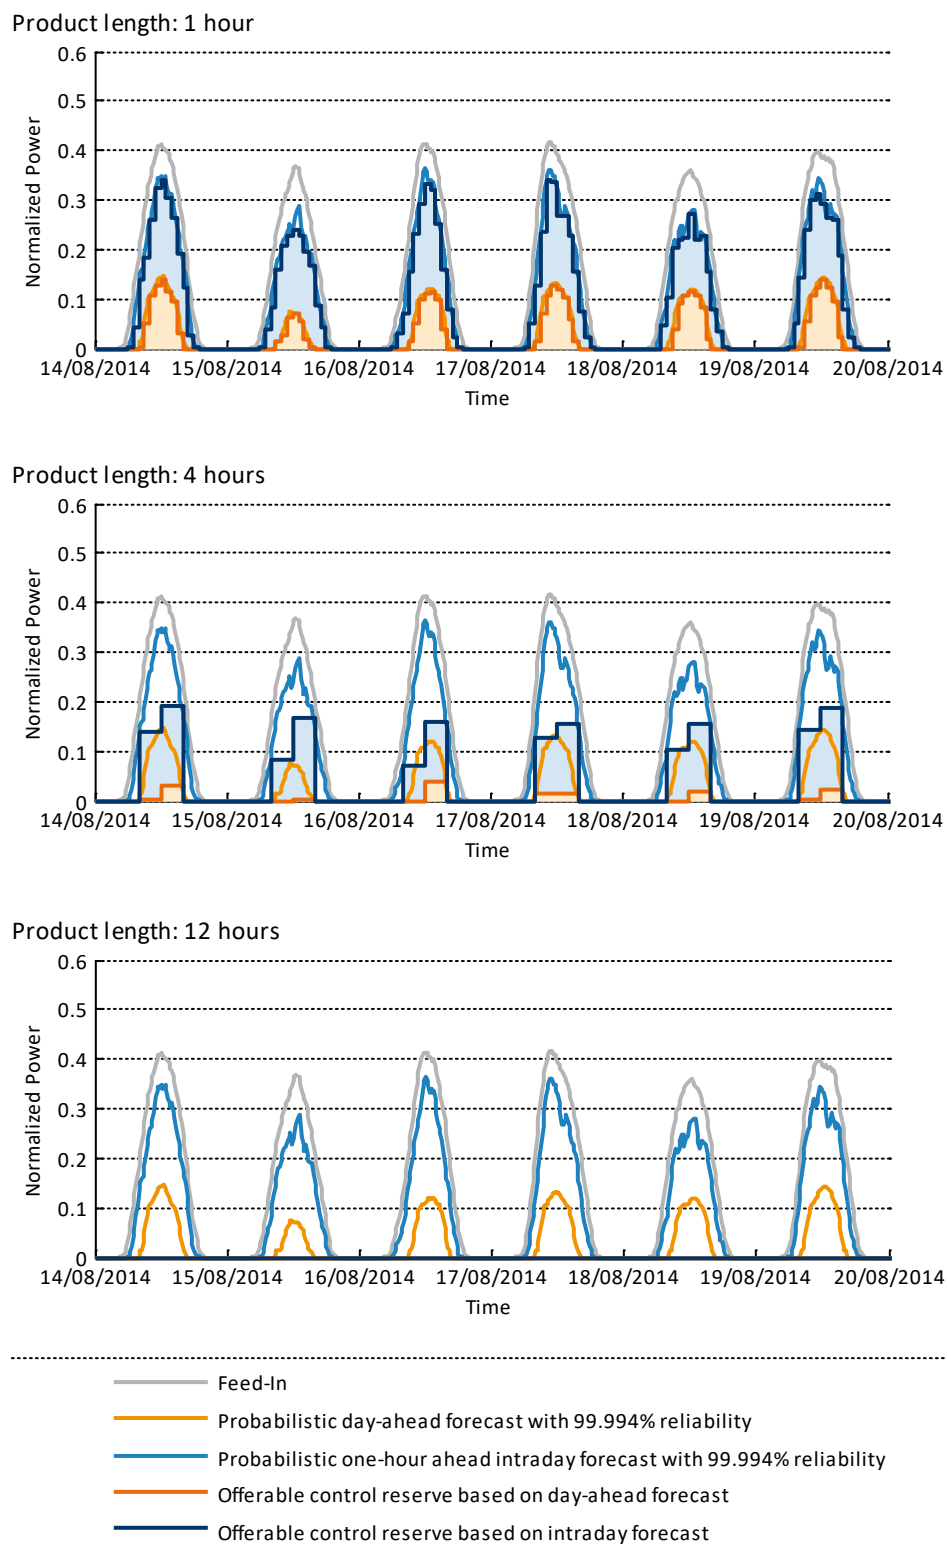 Product length: 1 hour
0.6
0.5
0.4
0.3
0.2
0.1
0
Normalized Power
14/08/2014 15/08/2014 16/08/2014 17/08/2014 18/08/2014 19/08/2014 20/08/2014
Time
Product length: 4 hours
0.6
0.5
0.4
0.3
0.2
0.1
0
Normalized Power
14/08/2014 15/08/2014 16/08/2014 17/08/2014 18/08/2014 19/08/2014 20/08/2014
Time
Product length: 12 hours
0.6
0.5
0.4
0.3
0.2
0.1
0
Normalized Power
14/08/2014 15/08/2014 16/08/2014 17/08/2014 18/08/2014 19/08/2014 20/08/2014
Time
Feed-In
Probabilistic day-ahead forecast with 99.994% reliability
Probabilistic one-hour ahead intraday forecast with 99.994% reliability
Offerable control reserve based on day-ahead forecast
Offerable control reserve based on intraday forecast